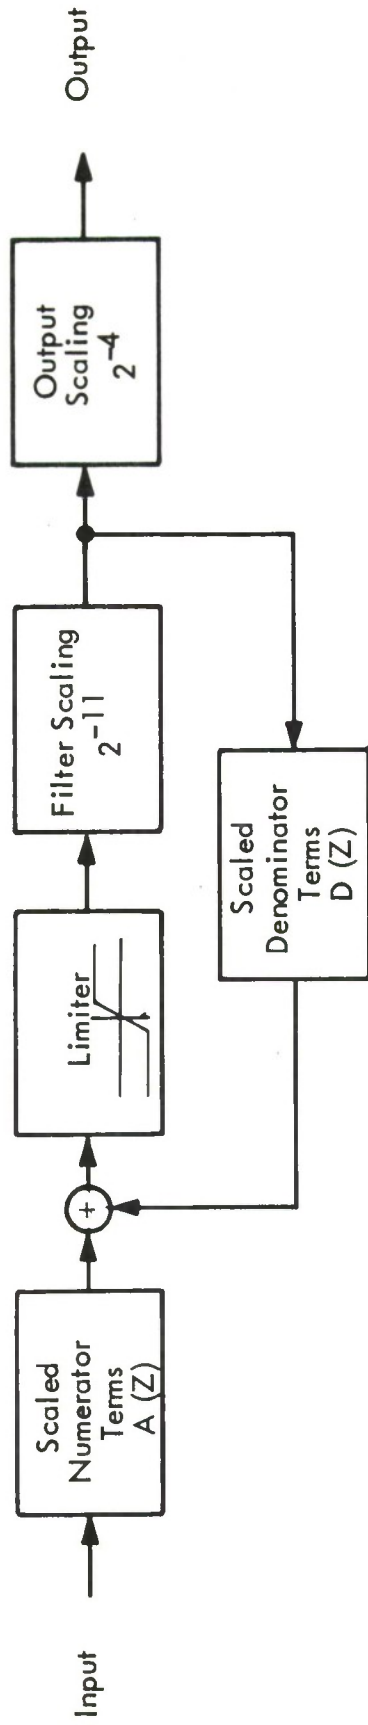 Input
Scaled
Numerator
Terms
A (Z)
+
Limiter
Filter Scaling
2^-11
Output
Scaling
2^-4
Output
Scaled
Denominator
Terms
D (Z)